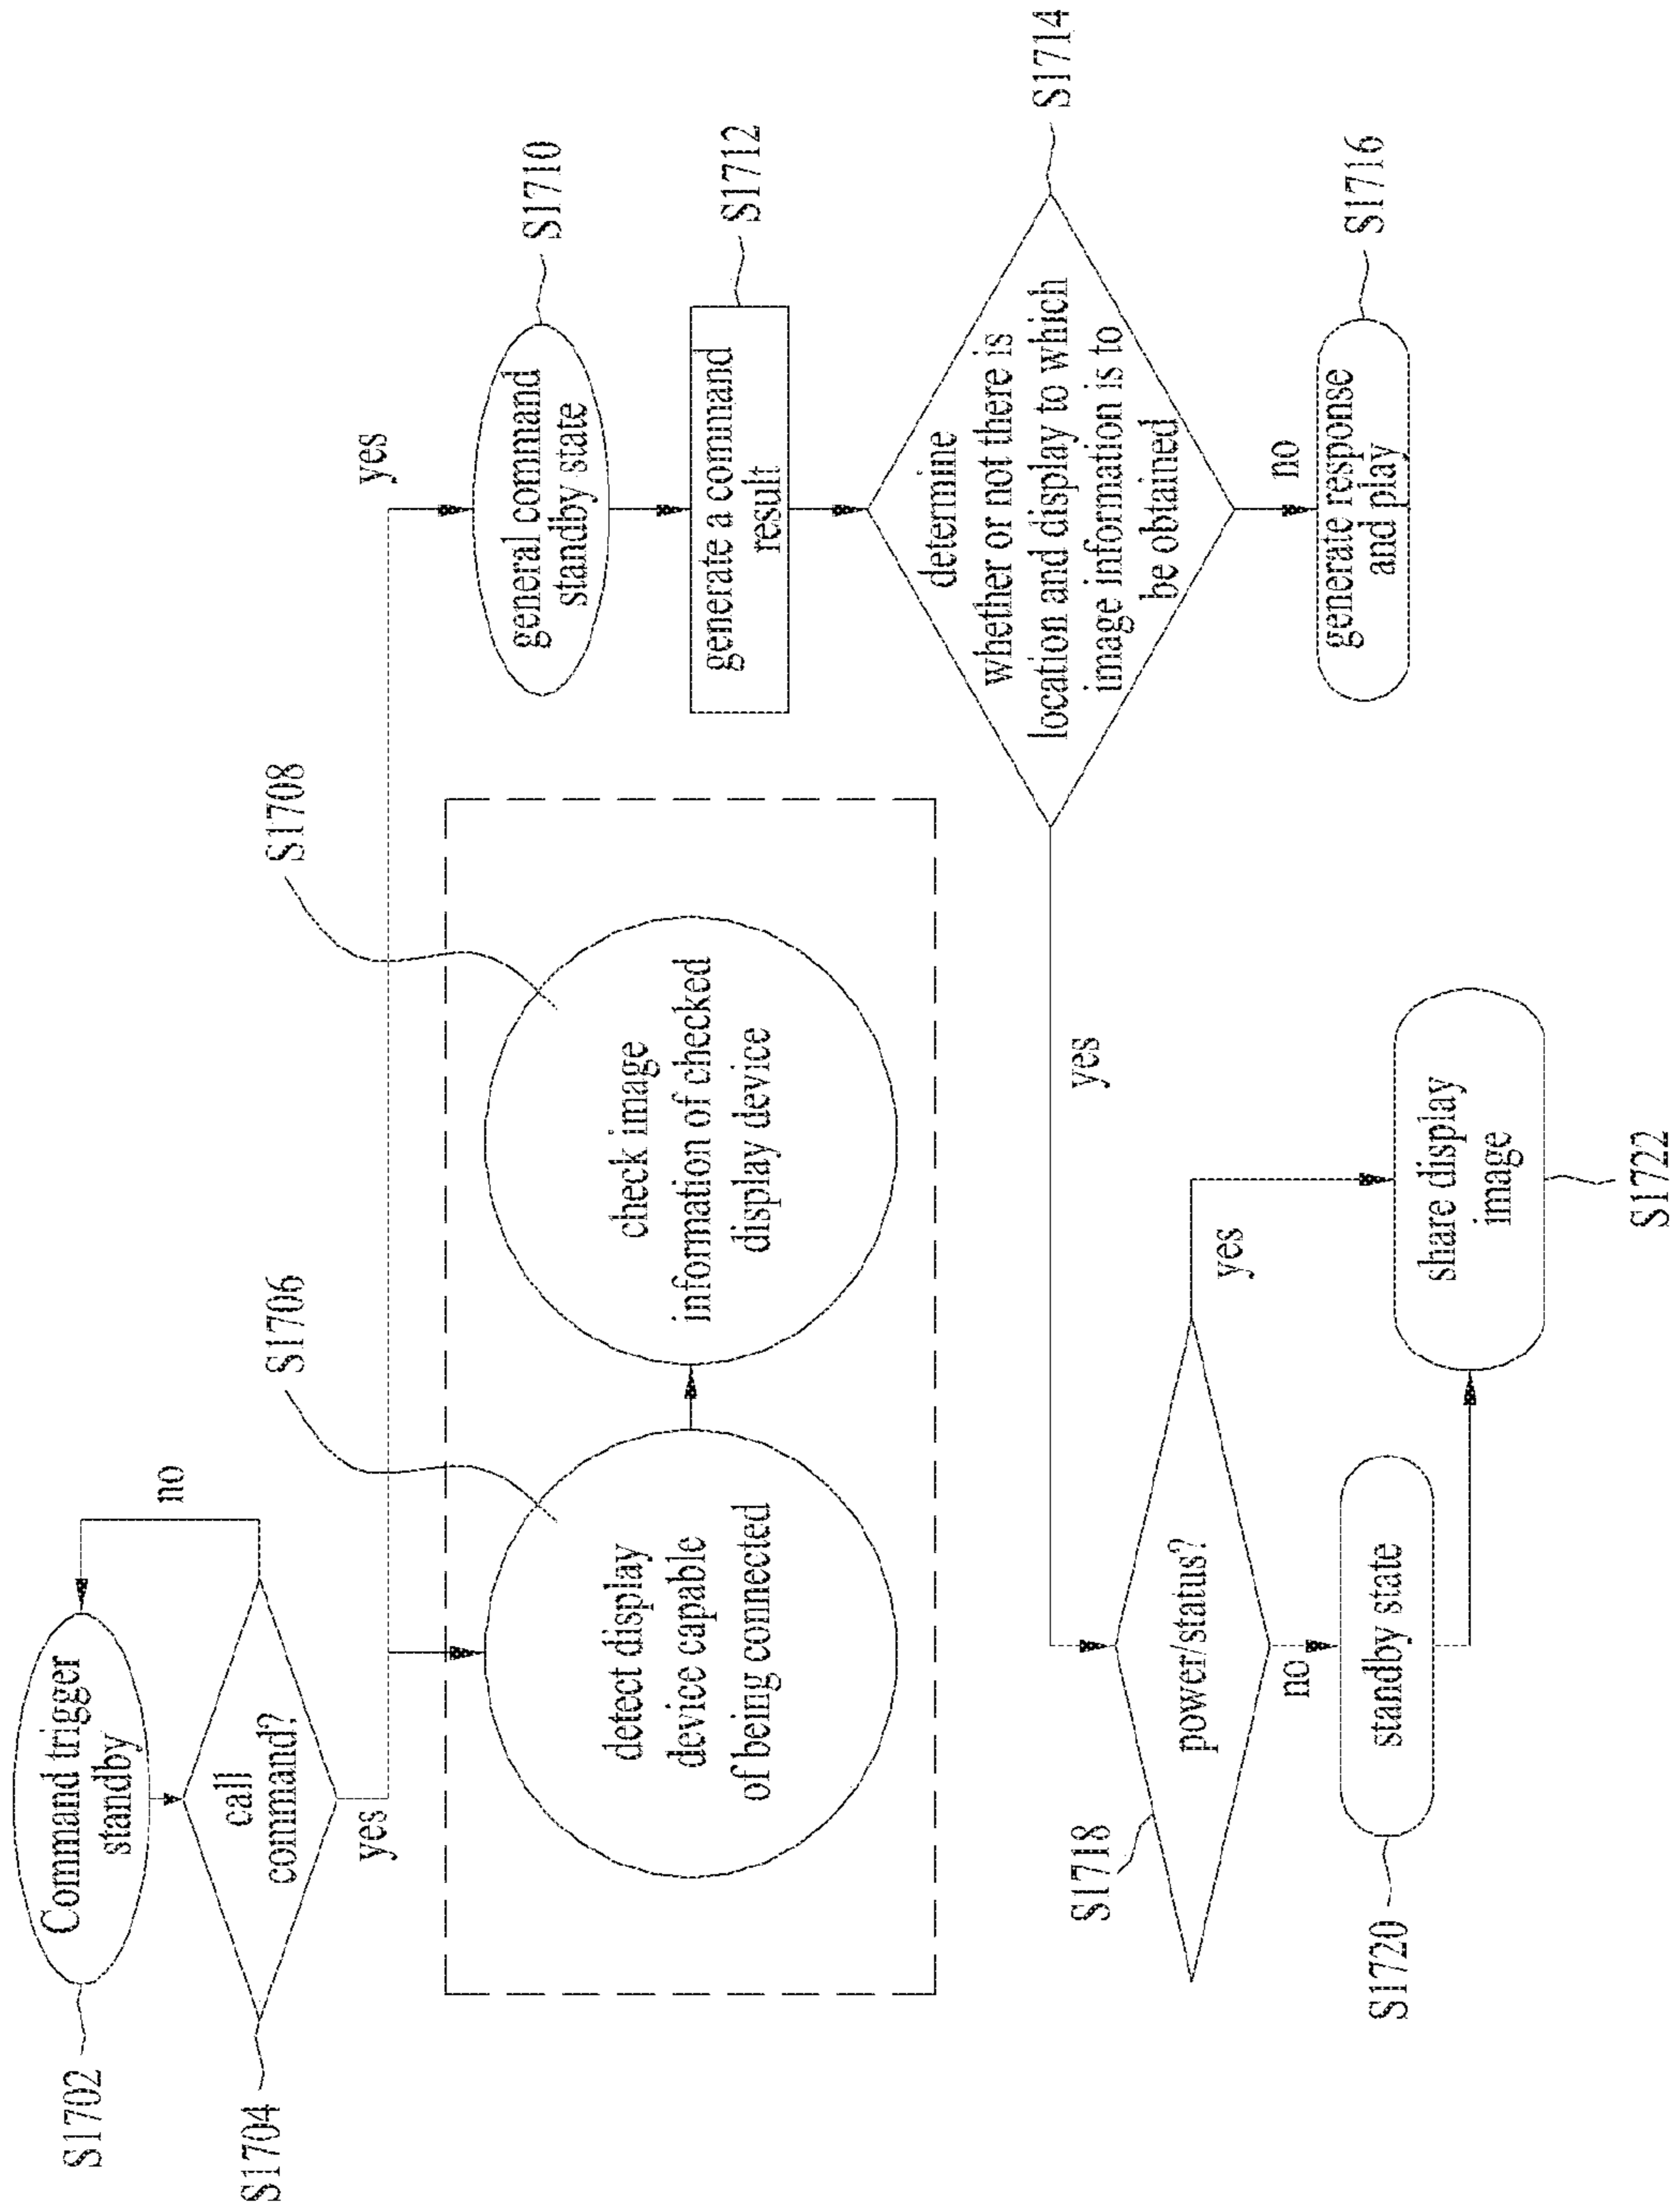 S1702
Command trigger
standby
S1704
call
command?
no
yes
S1706
detect display
device capable
of being connected
S1708
check image
information of checked
display device
yes
general command
standby state
S1710
generate a command
result
S1712
determine
whether or not there is
location and display to which
image information is to
be obtained
S1714
no
generate response
and play
S1716
yes
S1718
power/status?
yes
no
standby state
S1720
share display
image
S1722